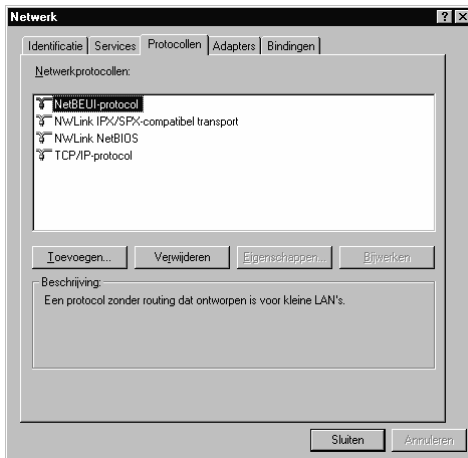 Netwerk
Identificatie Services Protocollen Adapters Bindingen
Netwerkprotocollen:
NetBEUI-protocol
NWLink IPX/SPX-compatibel transport
NWLink NetBIOS
TCP/IP-protocol
Toevoegen... Verwijderen Eigenschappen... Bijwerken
Beschrijving:
Een protocol zonder routing dat ontworpen is voor kleine LAN's.
Sluiten Annuleren